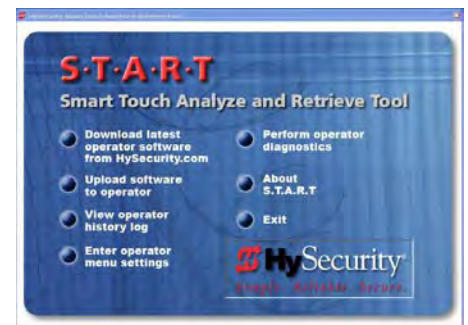 S·T·A·R·T
Smart Touch Analyze and Retrieve Tool
Download latest
operator software
from HySecurity.com
Upload software
to operator
View operator
history log
Enter operator
menu settings
Perform operator
diagnostics
About
S.T.A.R.T
Exit
HySecurity
Simple. Reliable. Secure.